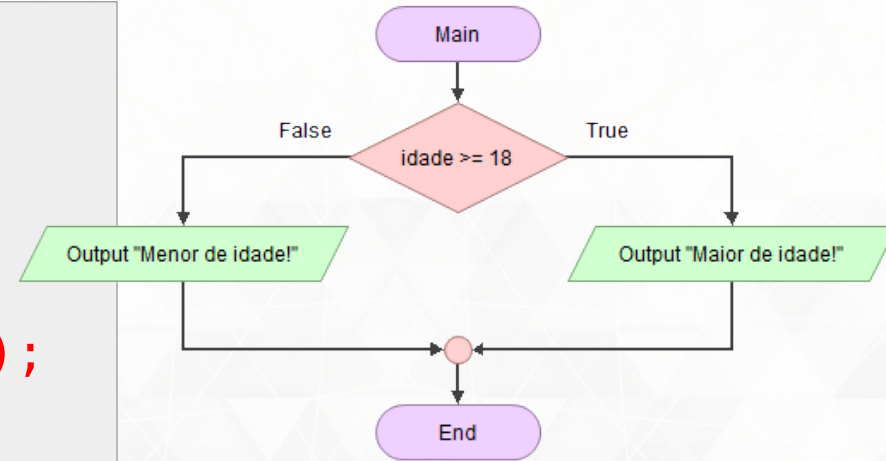 Main
False
True
idade >= 18
Output "Menor de idade!"
Output "Maior de idade!"
);
End